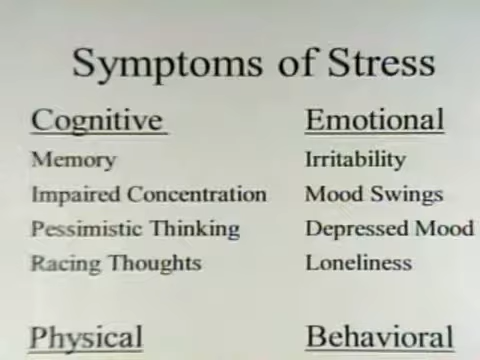 Symptoms of Stress
Cognitive
Memory
Impaired Concentration
Pessimistic Thinking
Racing Thoughts
Emotional
Irritability
Mood Swings
Depressed Mood
Loneliness
Physical
Behavioral